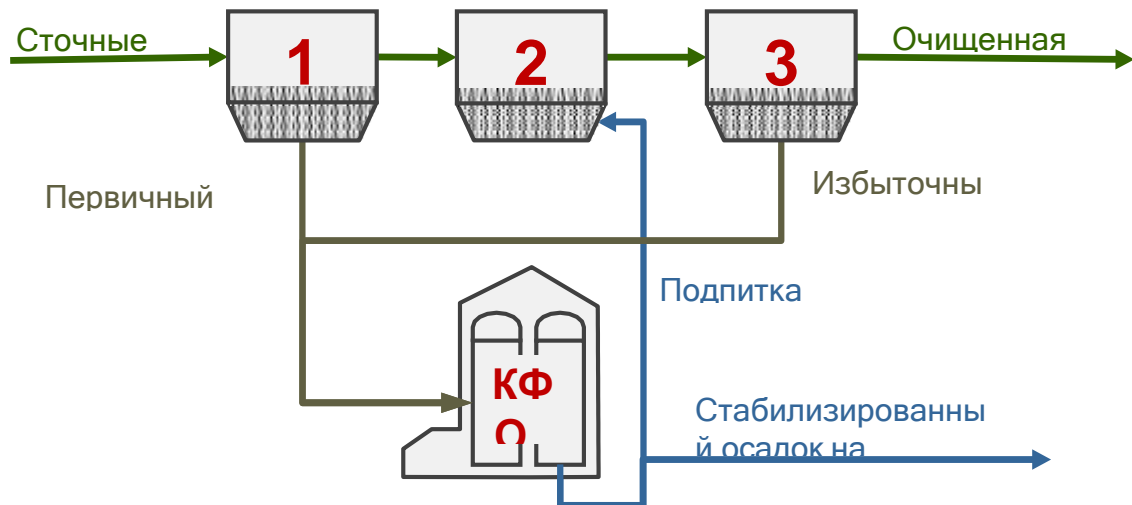 Сточные
1
2
3
Очищенная
Первичный
Избыточны
Подпитка
КФ
О
Стабилизированны
й осадок на